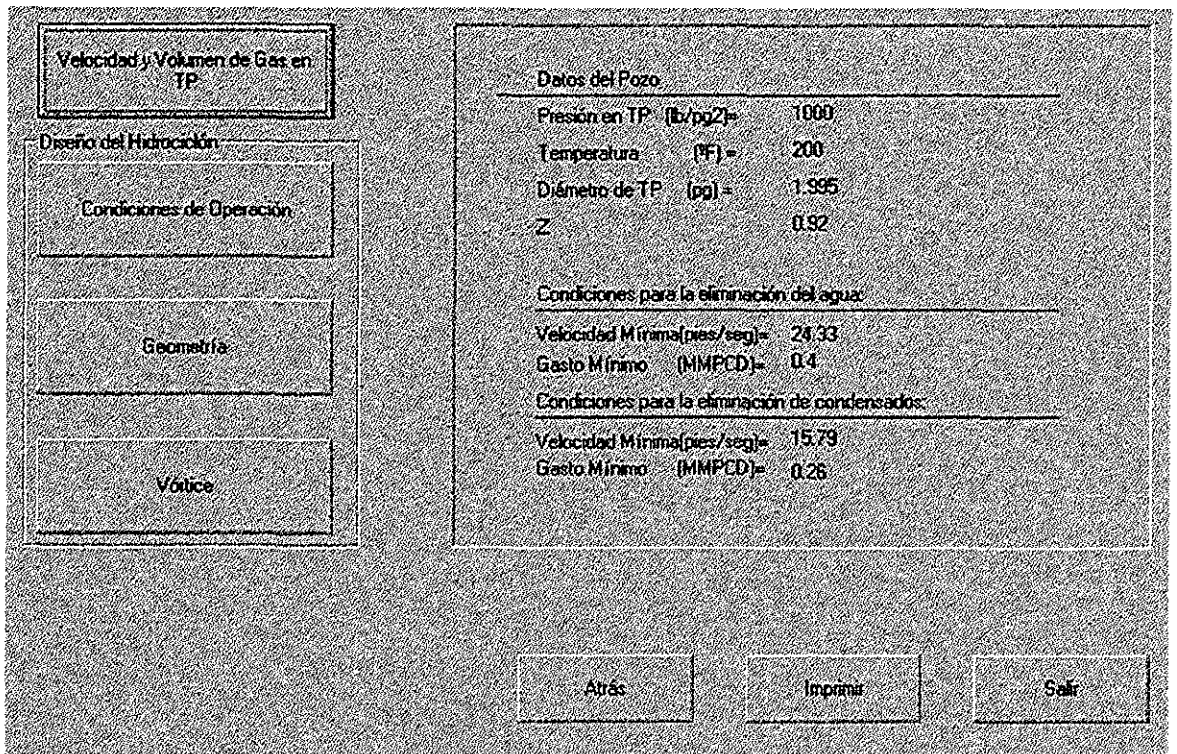 Velocidad y Volumen de Gas en
TP
Diseño del Hidrociclón
Condiciones de Operación
Geometría
Vórtice
Datos del Pozo
Presión en TP (lb/pg2)= 1000
Temperatura (ºF) = 200
Diámetro de TP (pg) = 1.995
Z 0.92
Condiciones para la eliminación del agua:
Velocidad Mínima(pies/seg)= 24.33
Gasto Mínimo (MMPCD)= 0.4
Condiciones para la eliminación de condensados:
Velocidad Mínima(pies/seg)= 15.79
Gasto Mínimo (MMPCD)= 0.26
Atrás
Imprimir
Salir